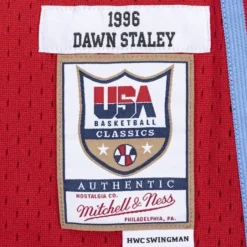 1996
DAWN STALEY
USA
BASKETBALL
CLASSICS
AUTHENTIC
NOSTALGIA CO.
Mitchell & Ness
PHILADELPHIA, PA.
HWC SWINGMAN